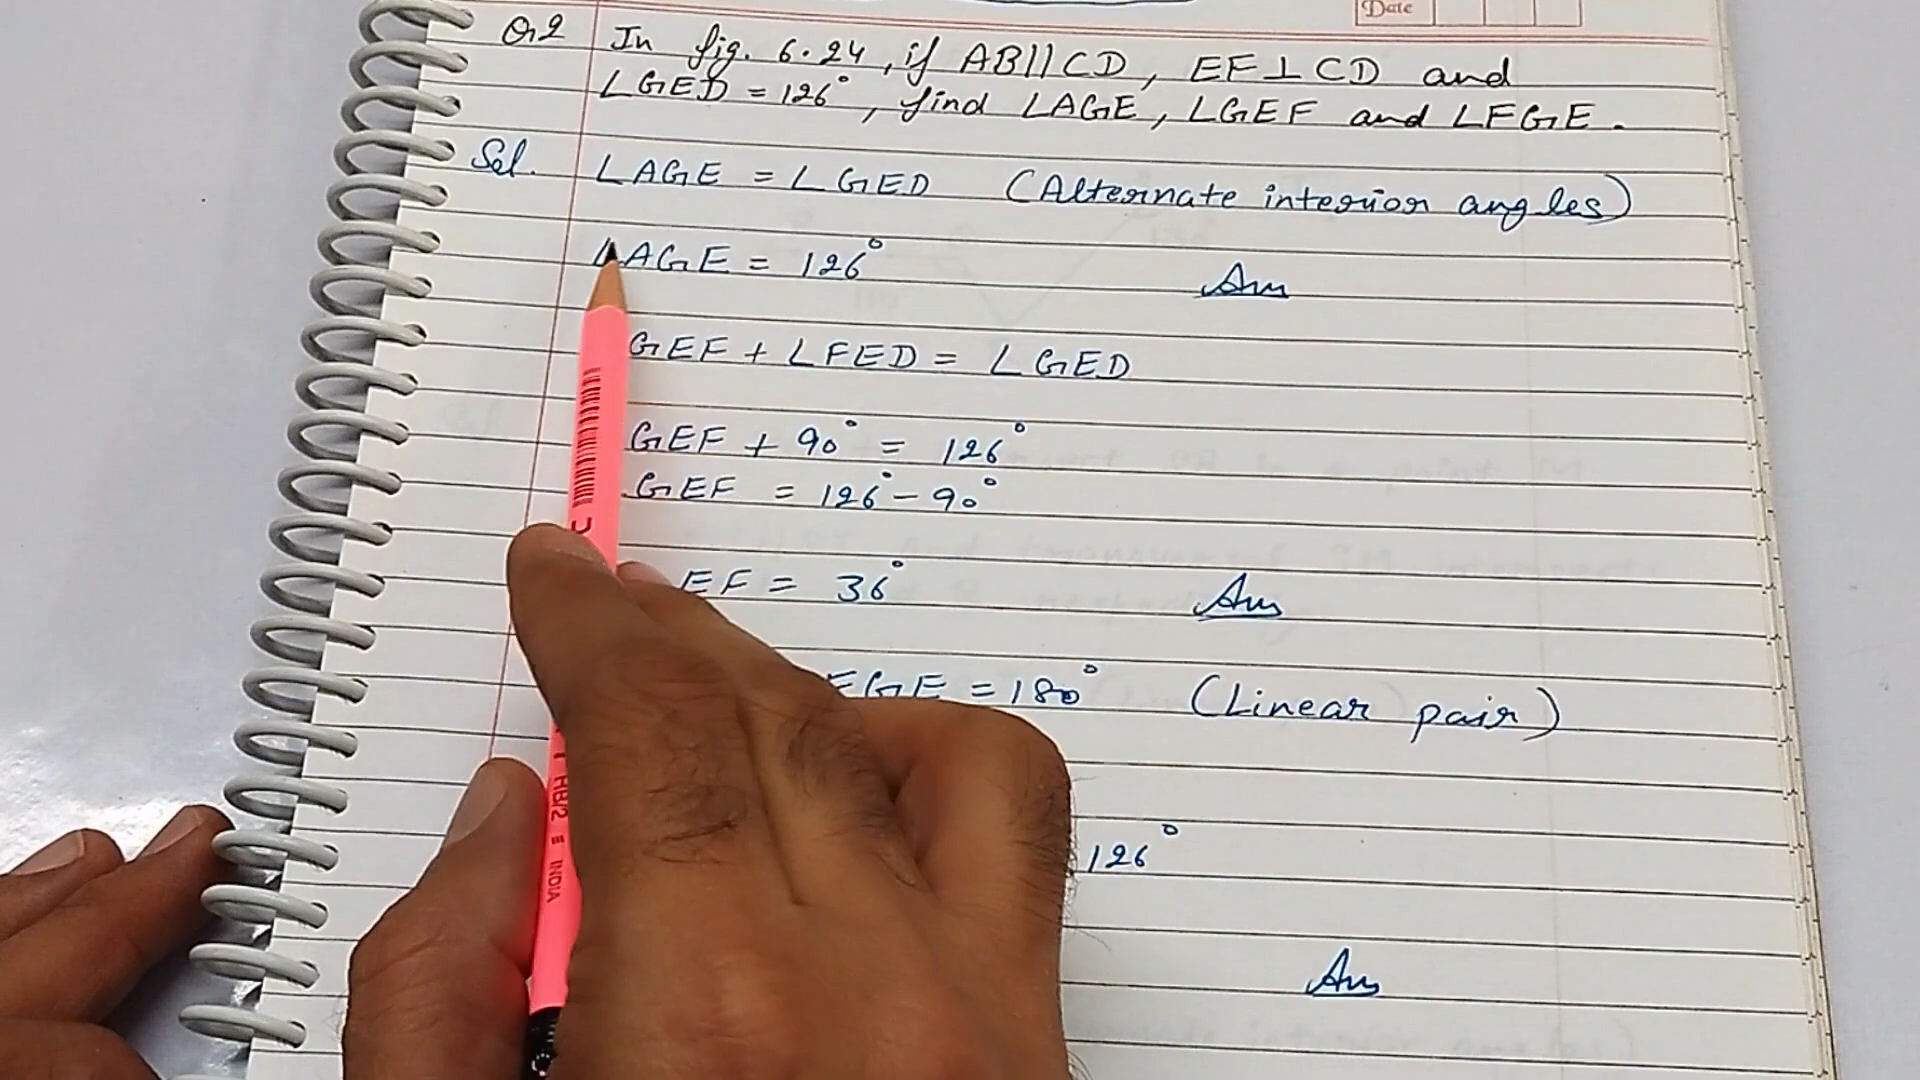 Date
Q2 In fig. 6.24, if AB||CD, EF⊥CD and
∠GED = 126°, find ∠AGE, ∠GEF and ∠FGE.
Sol. ∠AGE = ∠GED (Alternate interior angles)
∠AGE = 126° Ans
GEF + ∠FED = ∠GED
GEF + 90° = 126°
GEF = 126° - 90°
EF = 36° Ans
FGE = 180° (Linear pair)
126°
Ans
HB/2 = INDIA